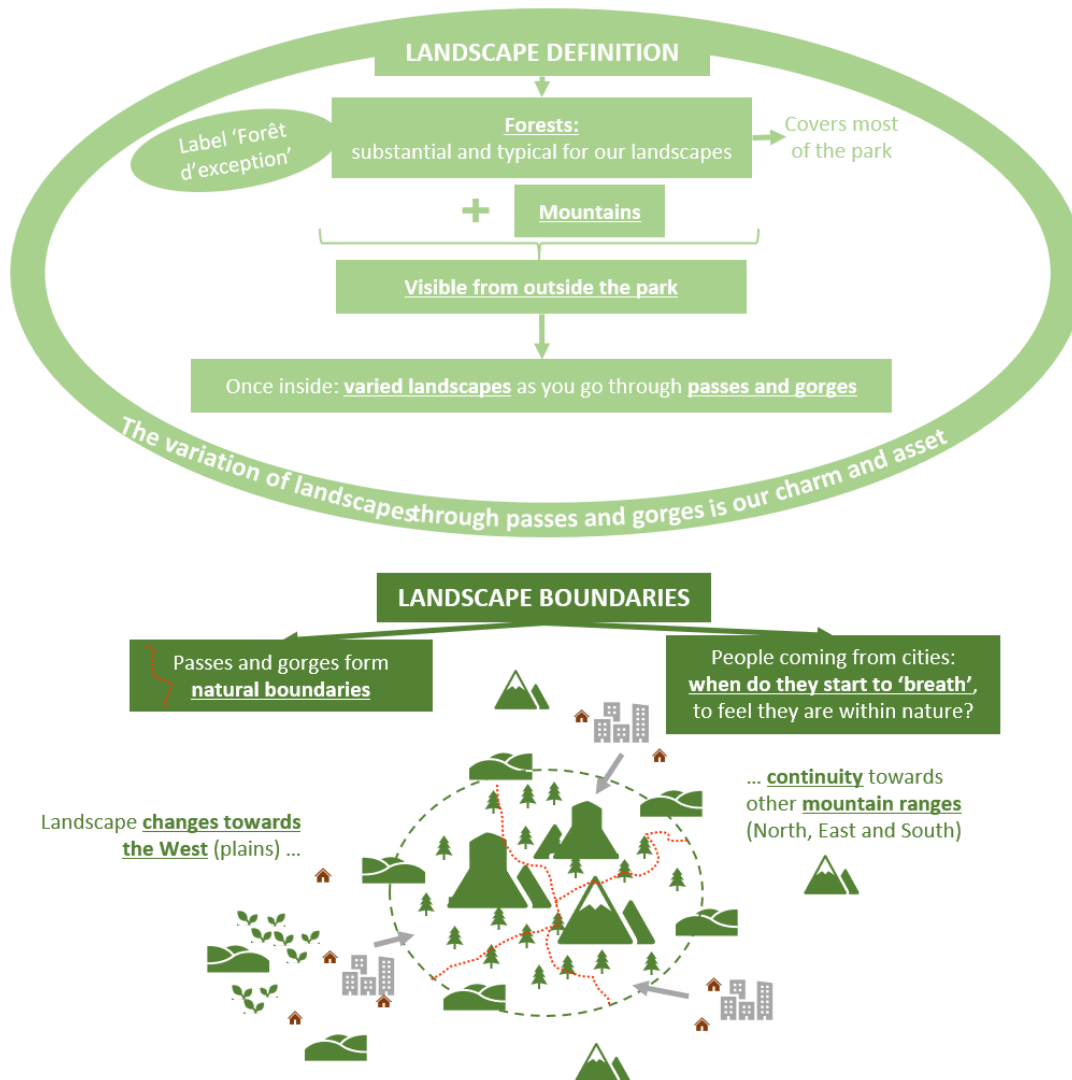 LANDSCAPE DEFINITION
Label 'Forêt
d'exception'
Forests:
substantial and typical for our landscapes
Covers most
of the park
+
Mountains
Visible from outside the park
Once inside: varied landscapes as you go through passes and gorges
The variation of landscapesthrough passes and gorges is our charm and asset
LANDSCAPE BOUNDARIES
Passes and gorges form
natural boundaries
People coming from cities:
when do they start to 'breath',
to feel they are within nature?
Landscape changes towards
the West (plains) ...
... continuity towards
other mountain ranges
(North, East and South)